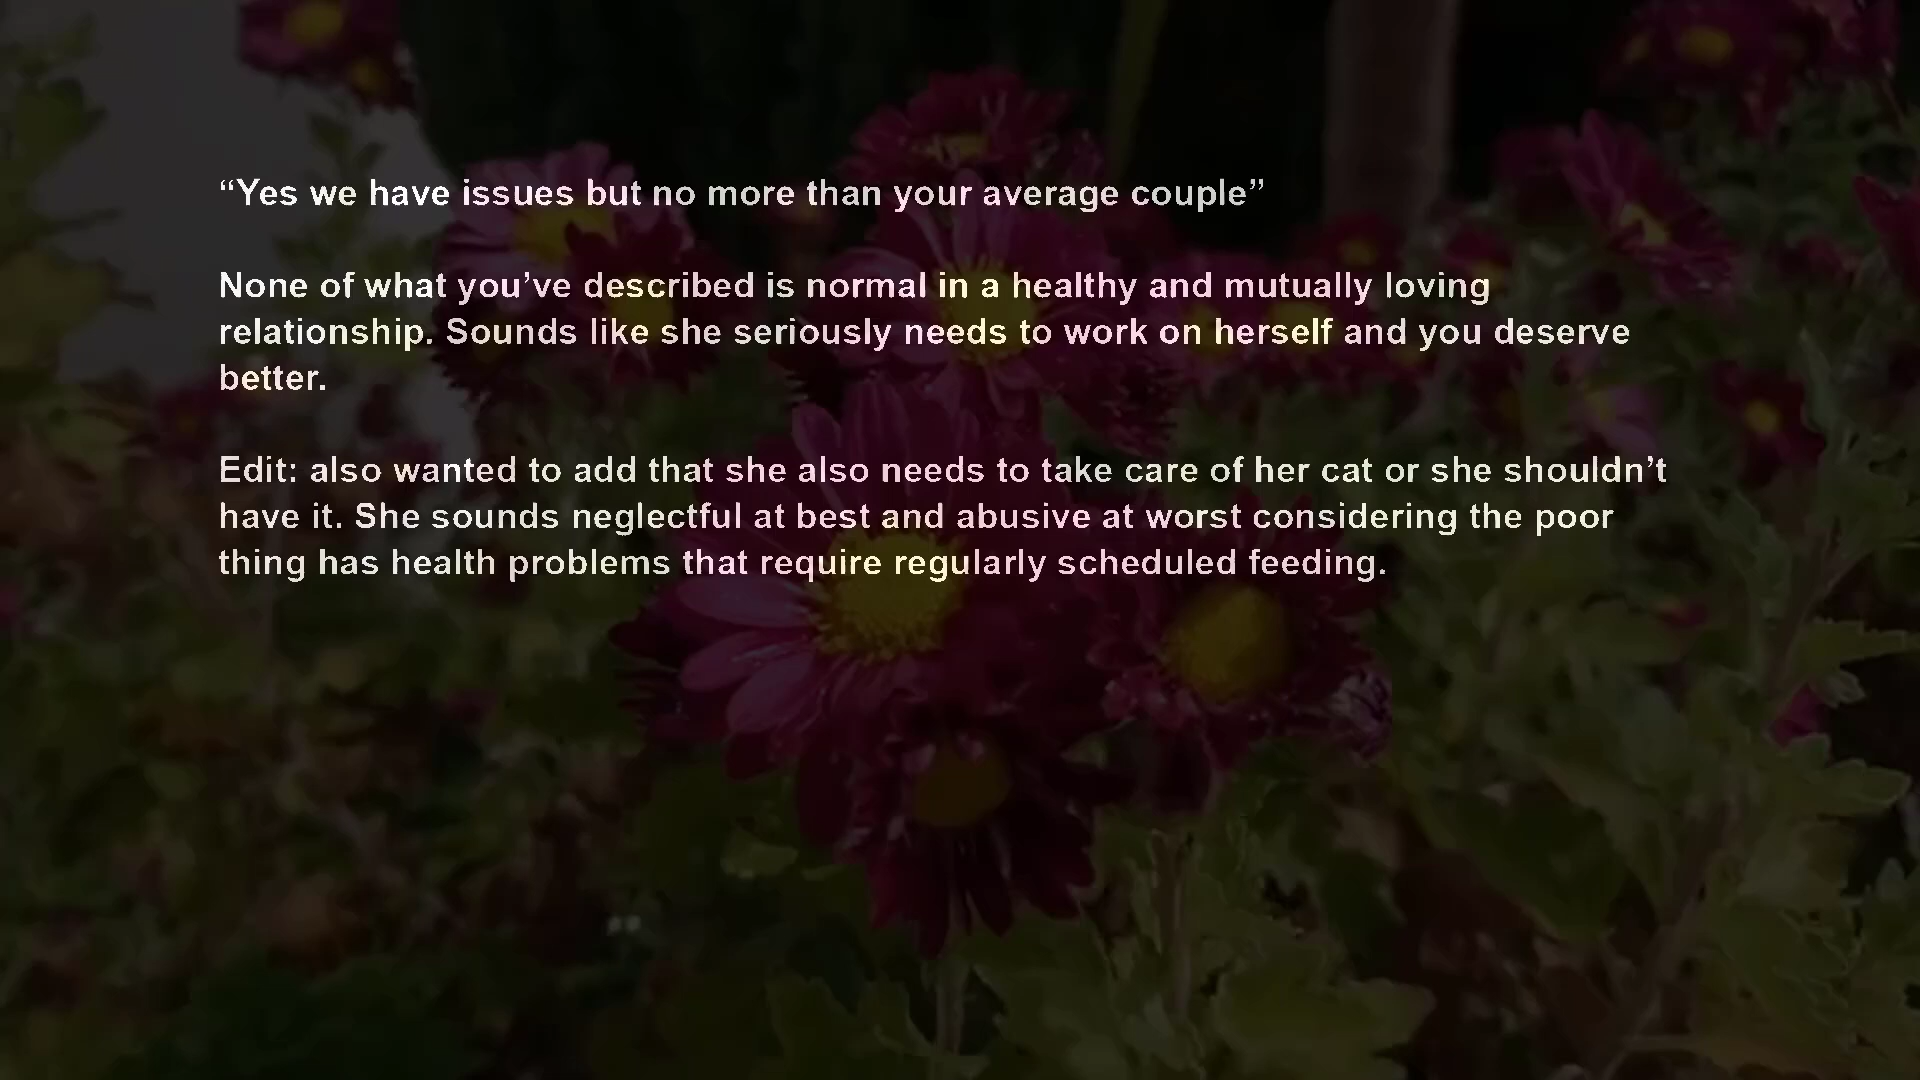 “Yes we have issues but no more than your average couple”
None of what you’ve described is normal in a healthy and mutually loving
relationship. Sounds like she seriously needs to work on herself and you deserve
better.
Edit: also wanted to add that she also needs to take care of her cat or she shouldn’t
have it. She sounds neglectful at best and abusive at worst considering the poor
thing has health problems that require regularly scheduled feeding.